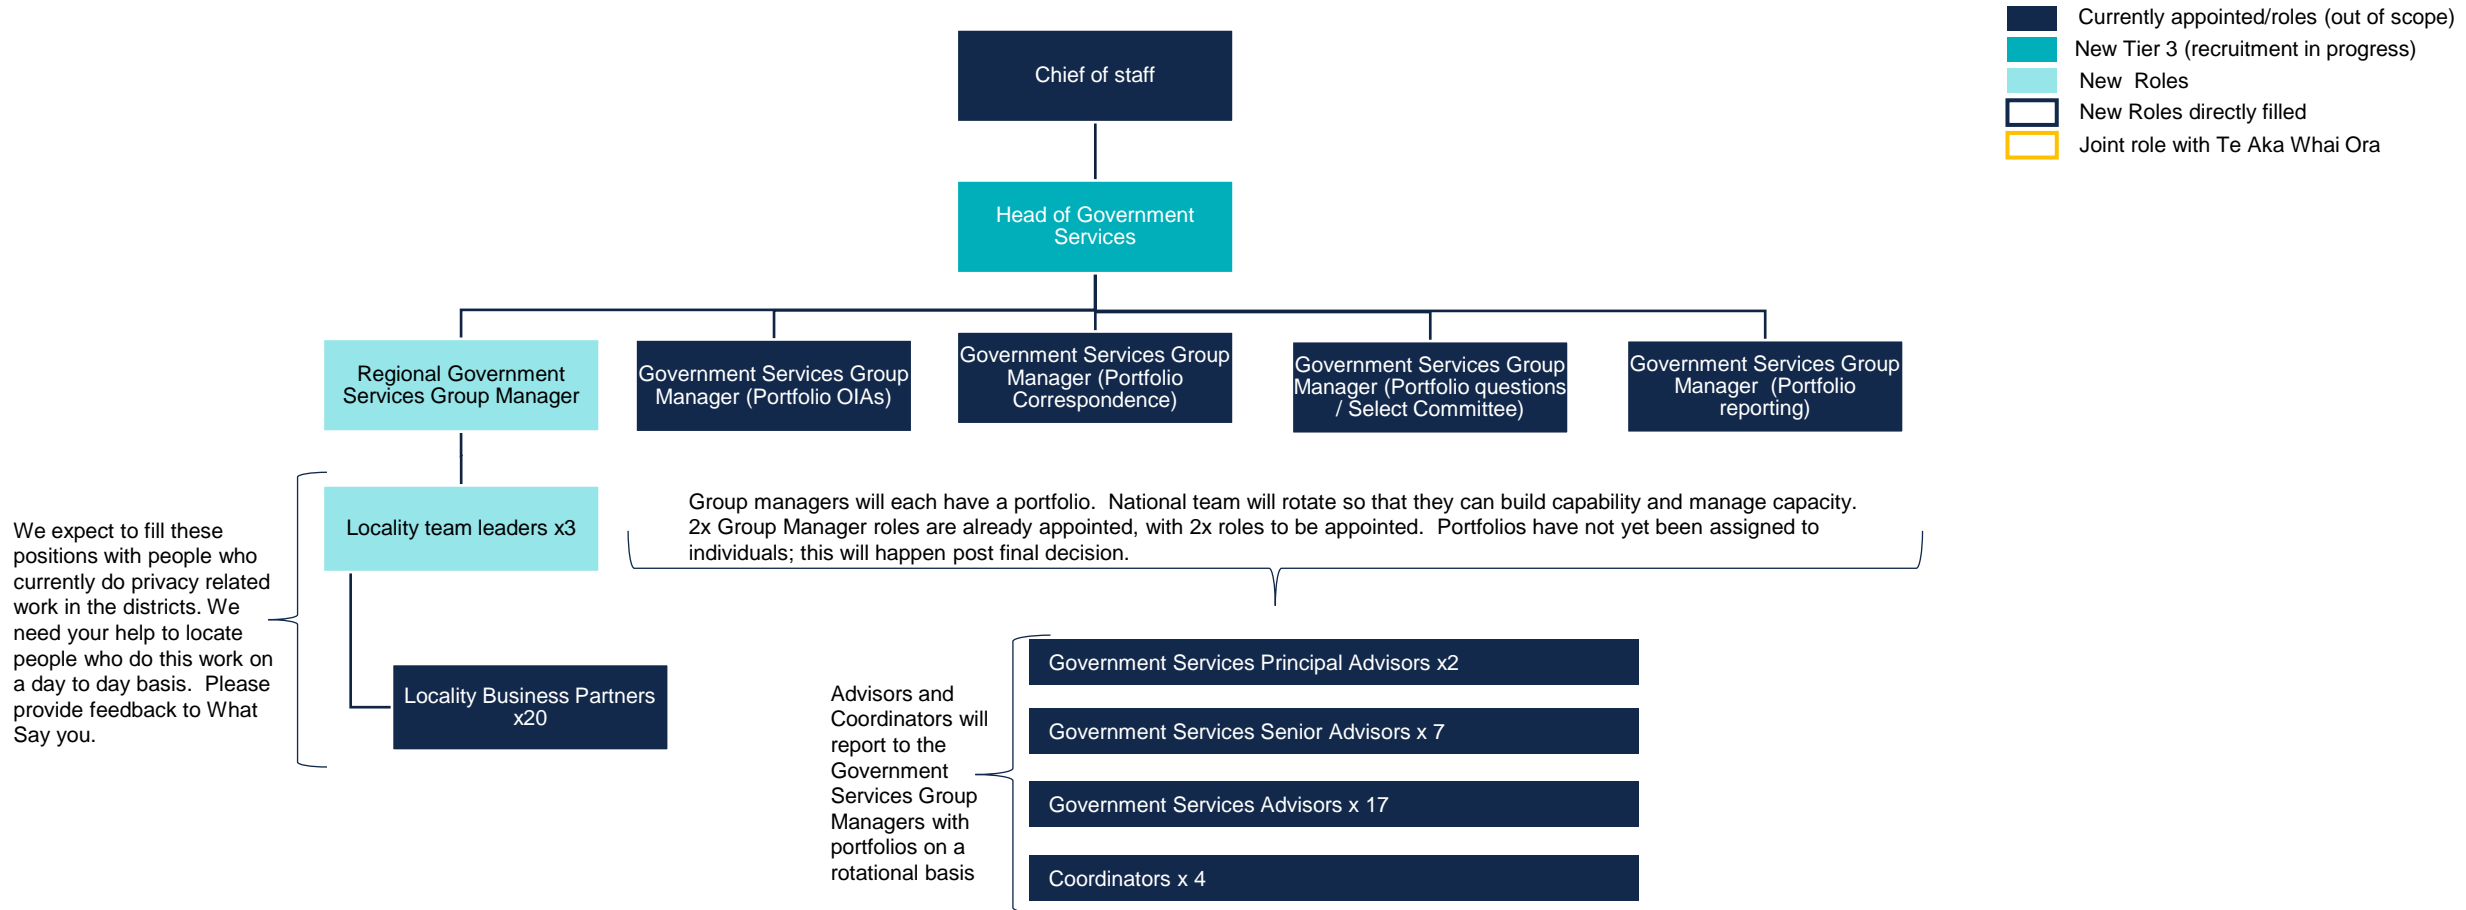 Currently appointed/roles (out of scope)
New Tier 3 (recruitment in progress)
New  Roles
New Roles directly filled
Joint role with Te Aka Whai Ora
Chief of staff
Head of Government
Services
Regional Government
Services Group Manager
Government Services Group
Manager (Portfolio OIAs)
Government Services Group
Manager (Portfolio
Correspondence)
Government Services Group
Manager (Portfolio questions
/ Select Committee)
Government Services Group
Manager  (Portfolio
reporting)
We expect to fill these
positions with people who
currently do privacy related
work in the districts. We
need your help to locate
people who do this work on
a day to day basis.  Please
provide feedback to What
Say you.
Locality team leaders x3
Locality Business Partners
x20
Group managers will each have a portfolio.  National team will rotate so that they can build capability and manage capacity.
2x Group Manager roles are already appointed, with 2x roles to be appointed.  Portfolios have not yet been assigned to
individuals; this will happen post final decision.
Advisors and
Coordinators will
report to the
Government
Services Group
Managers with
portfolios on a
rotational basis
Government Services Principal Advisors x2
Government Services Senior Advisors x 7
Government Services Advisors x 17
Coordinators x 4